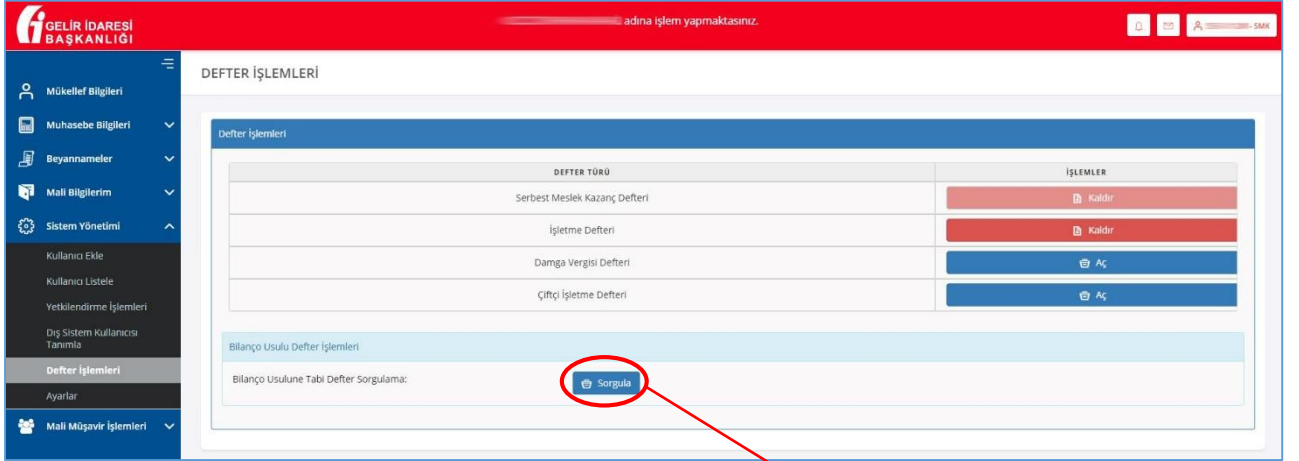 GELİR İDARESİ
BAŞKANLIĞI
adına işlem yapmaktasınız.
- SMK
DEFTER İŞLEMLERİ
Mükellef Bilgileri
Muhasebe Bilgileri
Beyannameler
Mali Bilgilerim
Sistem Yönetimi
Kullanıcı Ekle
Kullanıcı Listele
Yetkilendirme İşlemleri
Dış Sistem Kullanıcısı
Tanımla
Defter İşlemleri
Ayarlar
Mali Müşavir İşlemleri
Defter İşlemleri
DEFTER TÜRÜ İŞLEMLER
Serbest Meslek Kazanç Defteri Kaldır
İşletme Defteri Kaldır
Damga Vergisi Defteri Aç
Çiftçi İşletme Defteri Aç
Bilanço Usulu Defter İşlemleri
Bilanço Usulune Tabi Defter Sorgulama: Sorgula